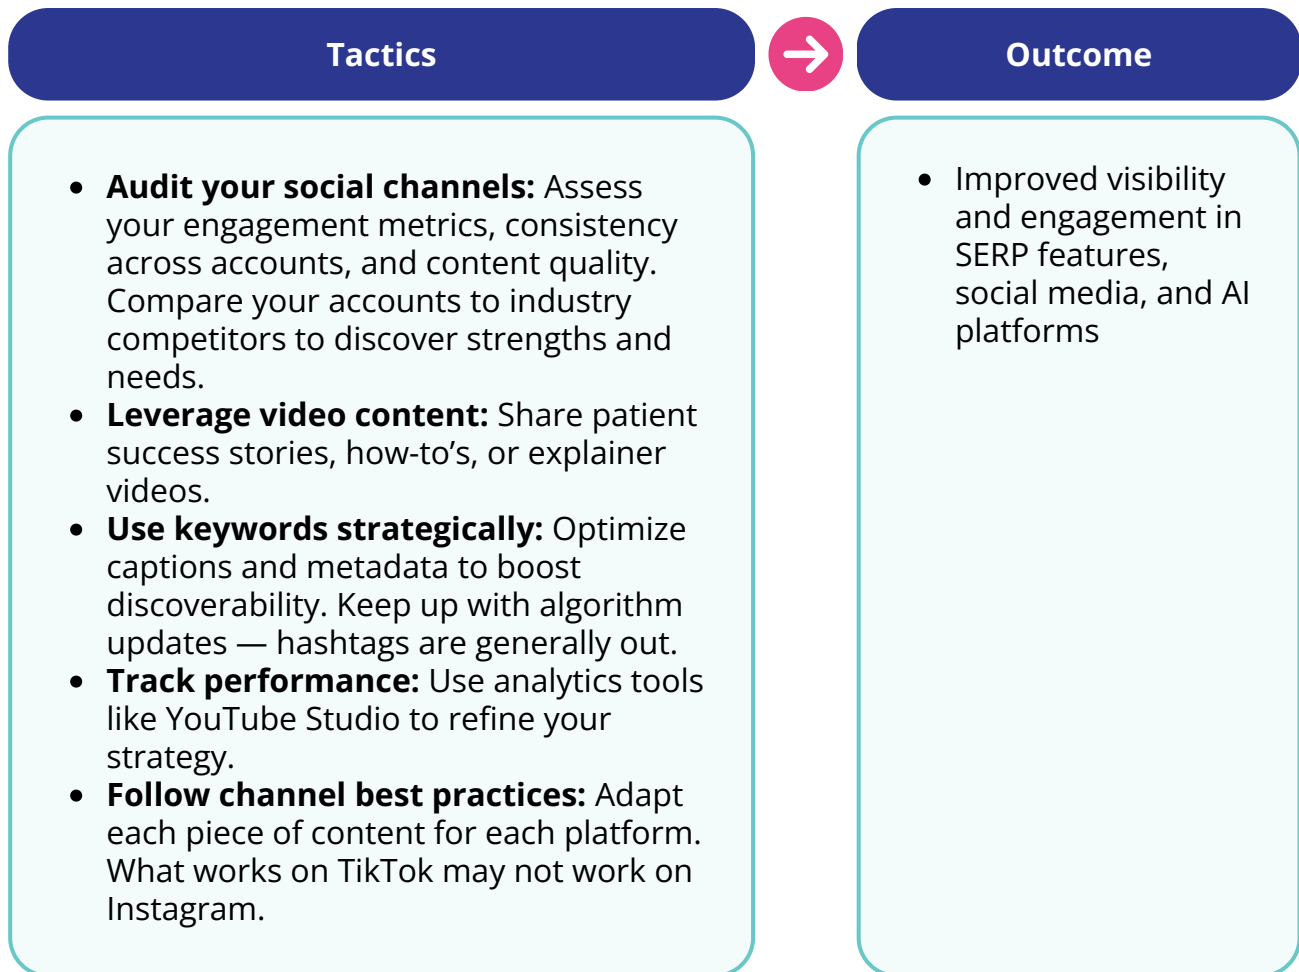 Tactics
Outcome
• Audit your social channels: Assess
your engagement metrics, consistency
across accounts, and content quality.
Compare your accounts to industry
competitors to discover strengths and
needs.
• Leverage video content: Share patient
success stories, how-to’s, or explainer
videos.
• Use keywords strategically: Optimize
captions and metadata to boost
discoverability. Keep up with algorithm
updates — hashtags are generally out.
• Track performance: Use analytics tools
like YouTube Studio to refine your
strategy.
• Follow channel best practices: Adapt
each piece of content for each platform.
What works on TikTok may not work on
Instagram.
• Improved visibility
and engagement in
SERP features,
social media, and AI
platforms